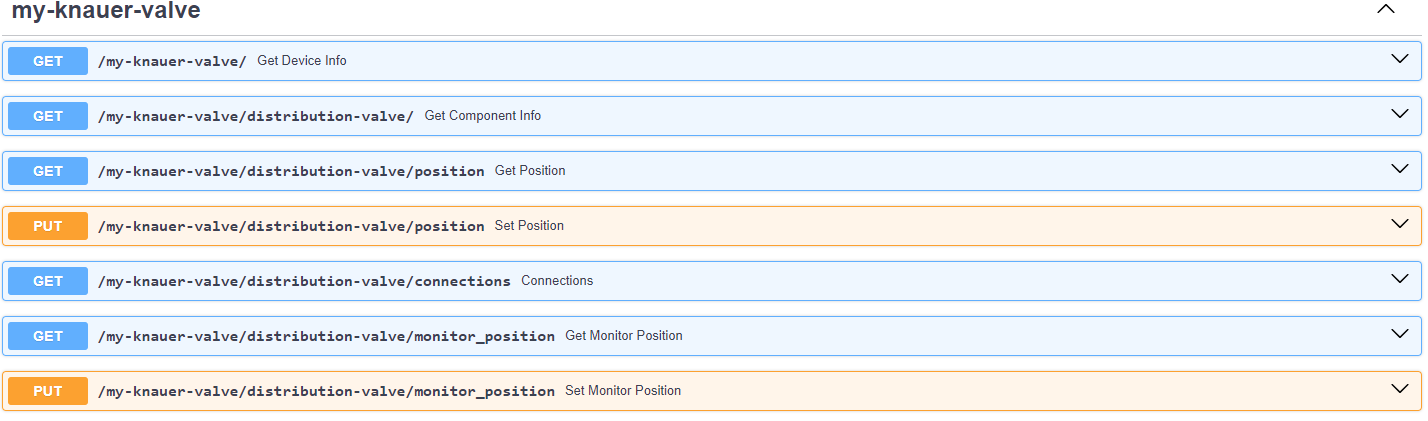 my-knauer-valve
GET /my-knauer-valve/ Get Device Info
GET /my-knauer-valve/distribution-valve/ Get Component Info
GET /my-knauer-valve/distribution-valve/position Get Position
PUT /my-knauer-valve/distribution-valve/position Set Position
GET /my-knauer-valve/distribution-valve/connections Connections
GET /my-knauer-valve/distribution-valve/monitor_position Get Monitor Position
PUT /my-knauer-valve/distribution-valve/monitor_position Set Monitor Position